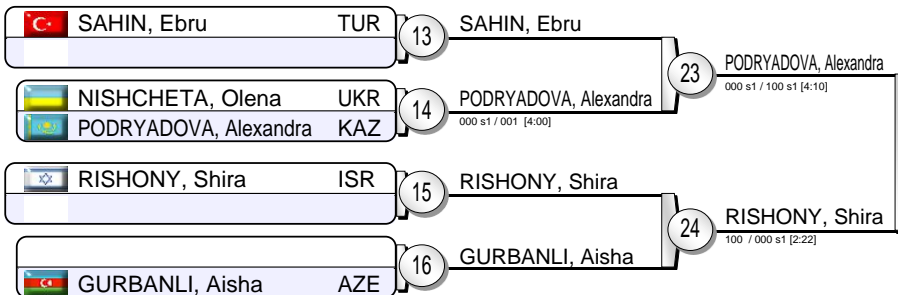 SAHIN, Ebru TUR
13
SAHIN, Ebru
NISHCHETA, Olena UKR
PODRYADOVA, Alexandra KAZ
14
PODRYADOVA, Alexandra
000 s1 / 001 [4:00]
23
PODRYADOVA, Alexandra
000 s1 / 100 s1 [4:10]
RISHONY, Shira ISR
15
RISHONY, Shira
GURBANLI, Aisha AZE
16
GURBANLI, Aisha
24
RISHONY, Shira
100 / 000 s1 [2:22]